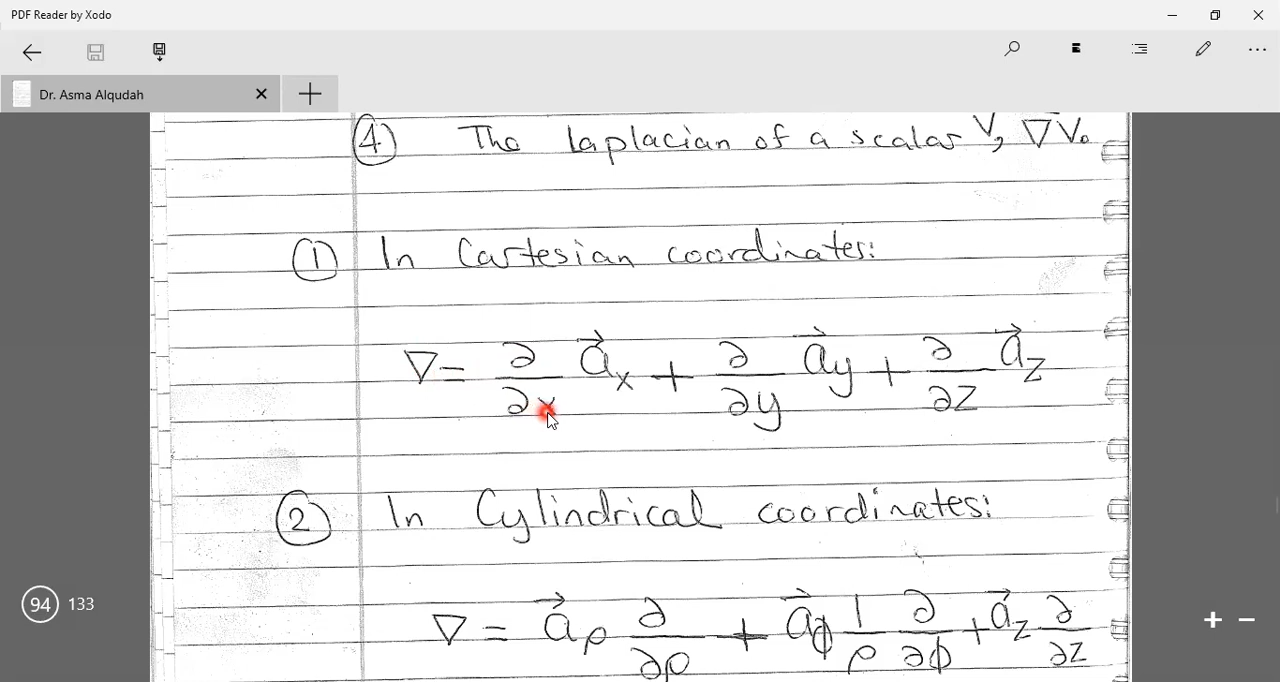 PDF Reader by Xodo
Dr. Asma Alqudah
④ The laplacian of a scalar V, ∇V.
① In Cartesian coordinates:
∇ = ∂/∂x a⃗x + ∂/∂y a⃗y + ∂/∂z a⃗z
② In Cylindrical coordinates:
∇ = a⃗ρ ∂/∂ρ + a⃗ϕ 1/ρ ∂/∂ϕ + a⃗z ∂/∂z
94 133